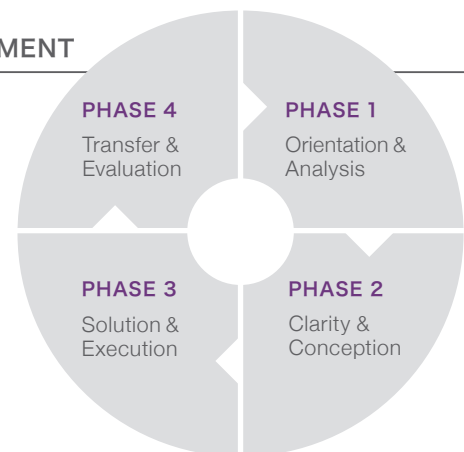 MENT
PHASE 4
Transfer &
Evaluation
PHASE 1
Orientation &
Analysis
PHASE 3
Solution &
Execution
PHASE 2
Clarity &
Conception